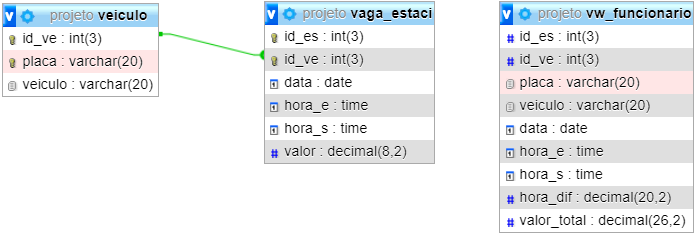 v projeto veiculo
id_ve : int(3)
placa : varchar(20)
veiculo : varchar(20)
v projeto vaga_estaci
id_es : int(3)
id_ve : int(3)
data : date
hora_e : time
hora_s : time
# valor : decimal(8,2)
v projeto vw_funcionario
# id_es : int(3)
# id_ve : int(3)
placa : varchar(20)
veiculo : varchar(20)
data : date
hora_e : time
hora_s : time
# hora_dif : decimal(20,2)
# valor_total : decimal(26,2)